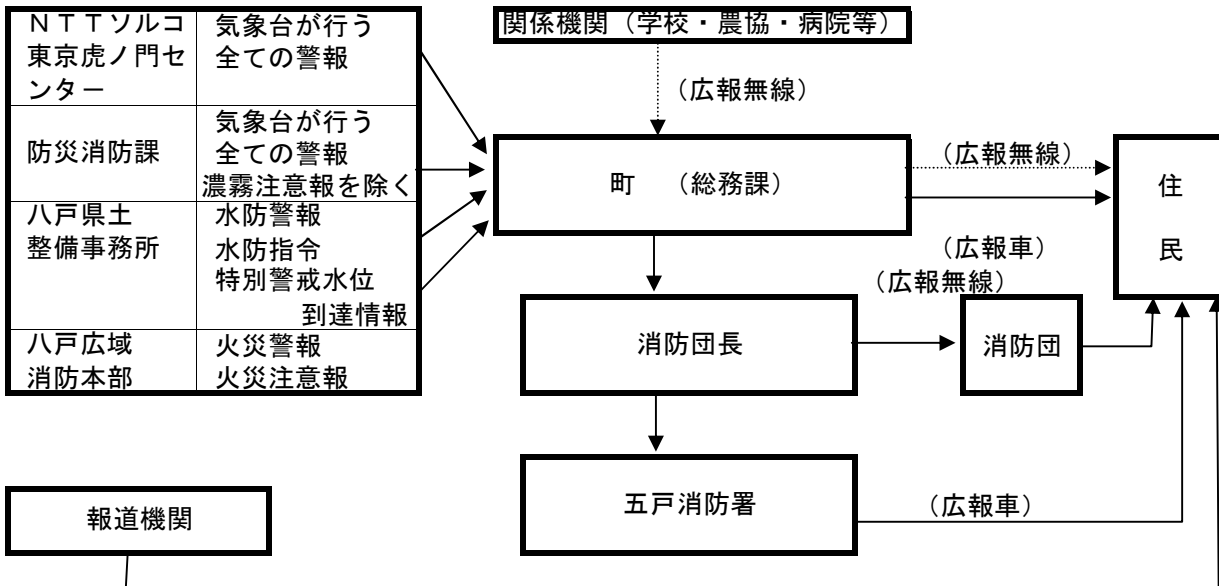 ＮＴＴソルコ
東京虎ノ門セ
ンター
気象台が行う
全ての警報
防災消防課
気象台が行う
全ての警報
濃霧注意報を除く
八戸県土
整備事務所
水防警報
水防指令
特別警戒水位
到達情報
八戸広域
消防本部
火災警報
火災注意報
関係機関（学校・農協・病院等）
（広報無線）
町　（総務課）
（広報無線）
（広報車）
（広報無線）
住
民
消防団長
消防団
五戸消防署
（広報車）
報道機関